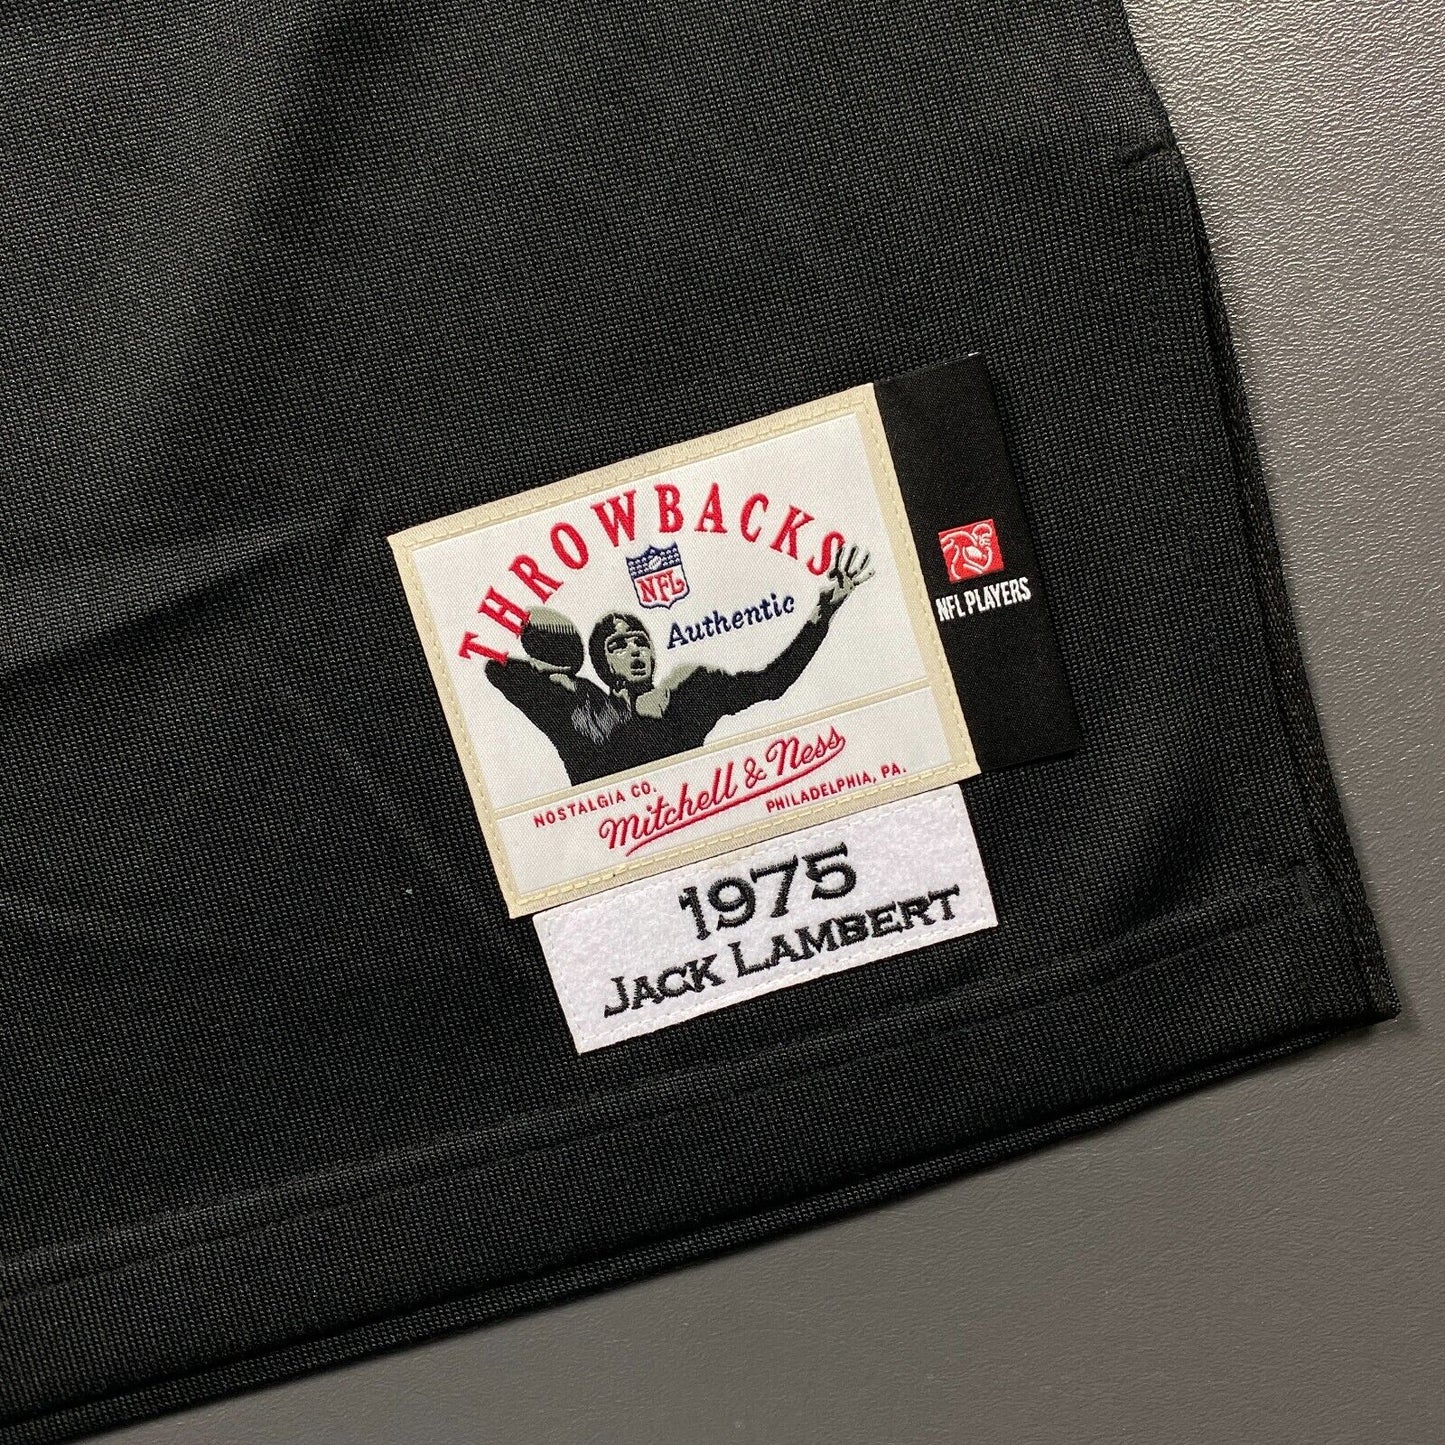 THROWBACKS
NFL
Authentic
NFL PLAYERS
NOSTALGIA CO.
Mitchell & Ness
PHILADELPHIA, PA.
1975
JACK LAMBERT